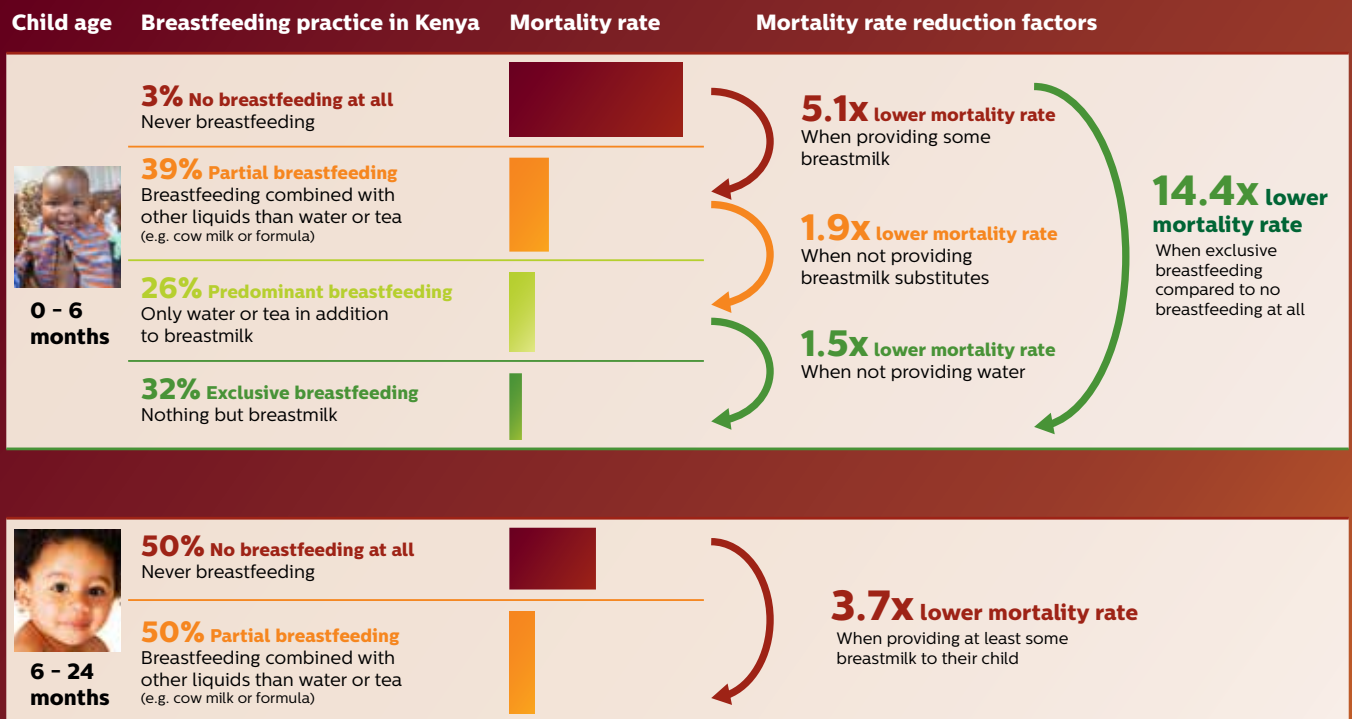 Child age Breastfeeding practice in Kenya Mortality rate Mortality rate reduction factors
3% No breastfeeding at all
Never breastfeeding
39% Partial breastfeeding
Breastfeeding combined with
other liquids than water or tea
(e.g. cow milk or formula)
26% Predominant breastfeeding
Only water or tea in addition
to breastmilk
32% Exclusive breastfeeding
Nothing but breastmilk
0 - 6
months
5.1x lower mortality rate
When providing some
breastmilk
1.9x lower mortality rate
When not providing
breastmilk substitutes
1.5x lower mortality rate
When not providing water
14.4x lower
mortality rate
When exclusive
breastfeeding
compared to no
breastfeeding at all
50% No breastfeeding at all
Never breastfeeding
50% Partial breastfeeding
Breastfeeding combined with
other liquids than water or tea
(e.g. cow milk or formula)
6 - 24
months
3.7x lower mortality rate
When providing at least some
breastmilk to their child